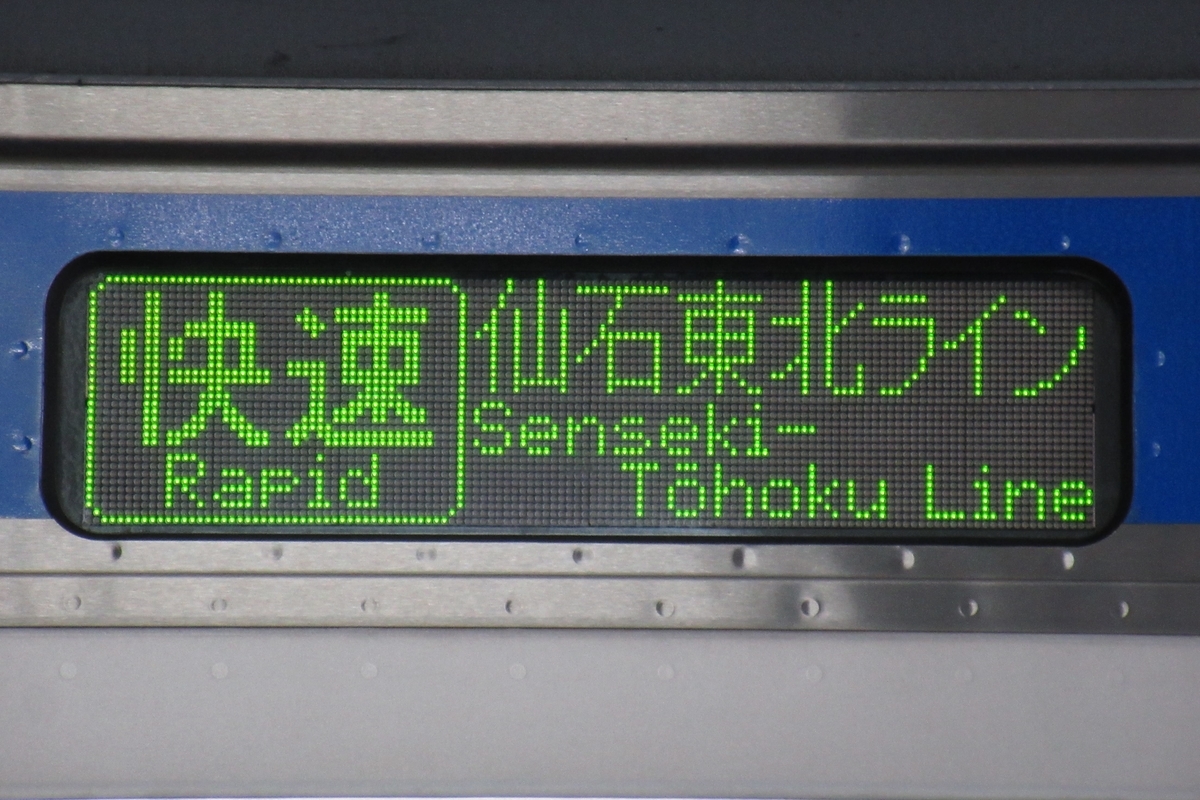 快速
Rapid
仙石東北ライン
Senseki-
Tōhoku Line